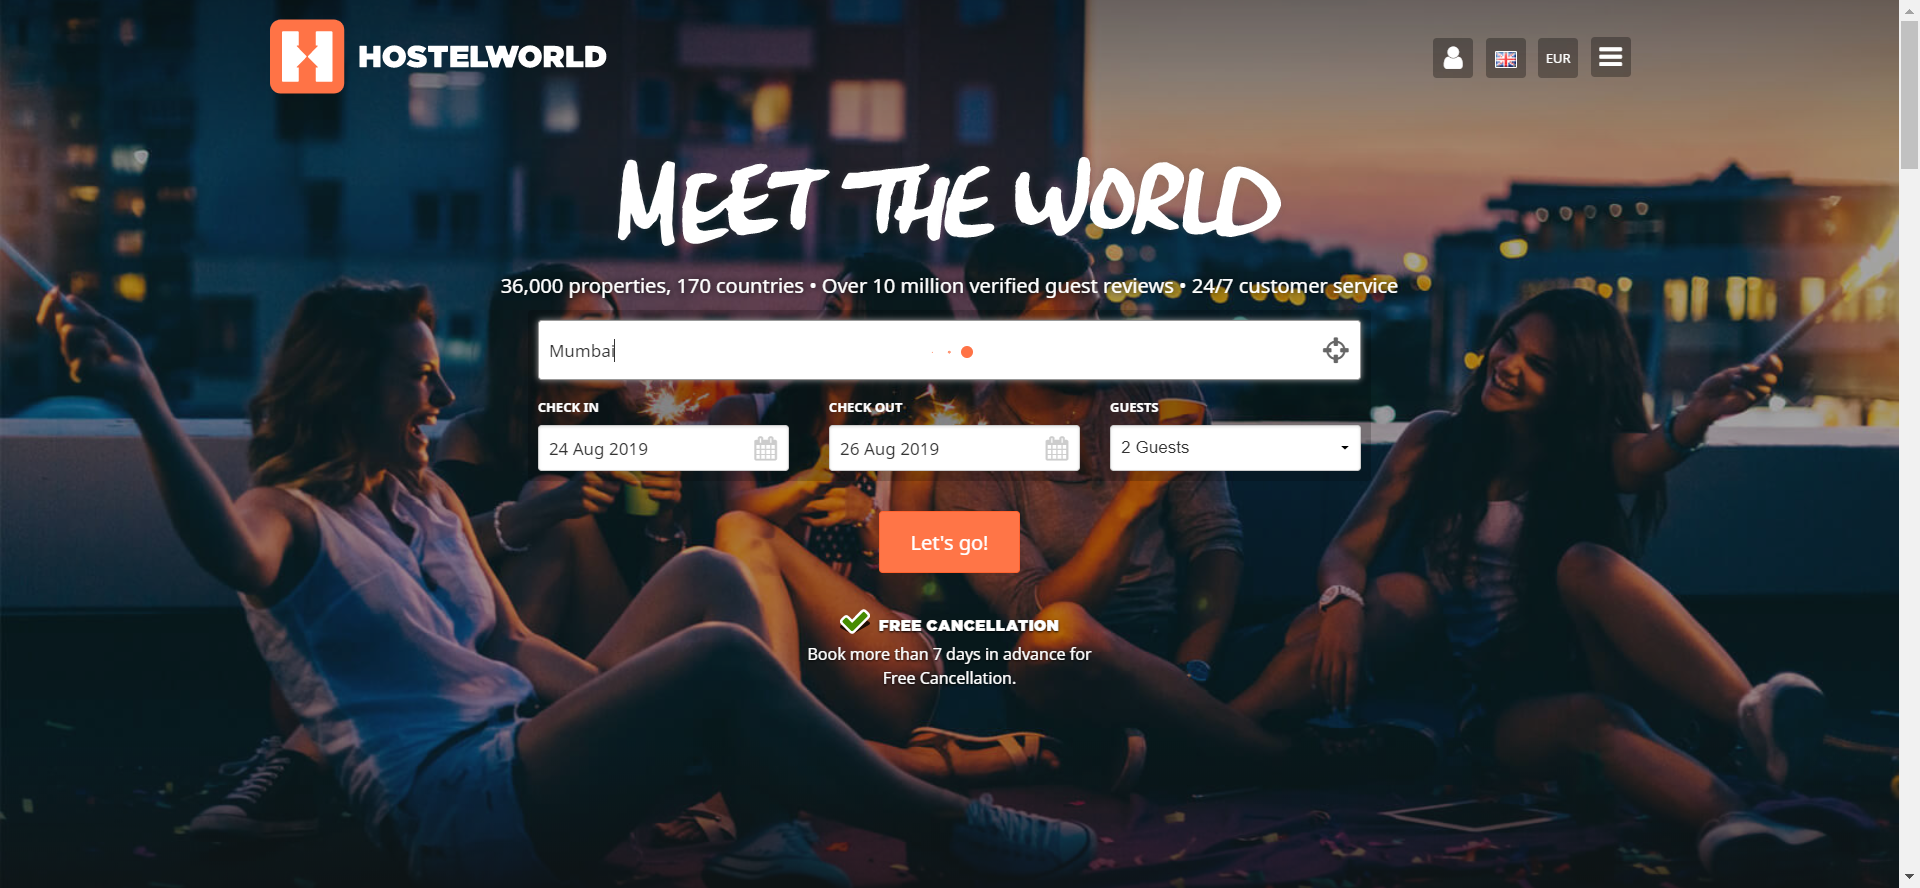 HOSTELWORLD
EUR
MEET THE WORLD
36,000 properties, 170 countries • Over 10 million verified guest reviews • 24/7 customer service
Mumbai
CHECK IN
CHECK OUT
GUESTS
24 Aug 2019
26 Aug 2019
2 Guests
Let's go!
FREE CANCELLATION
Book more than 7 days in advance for
Free Cancellation.